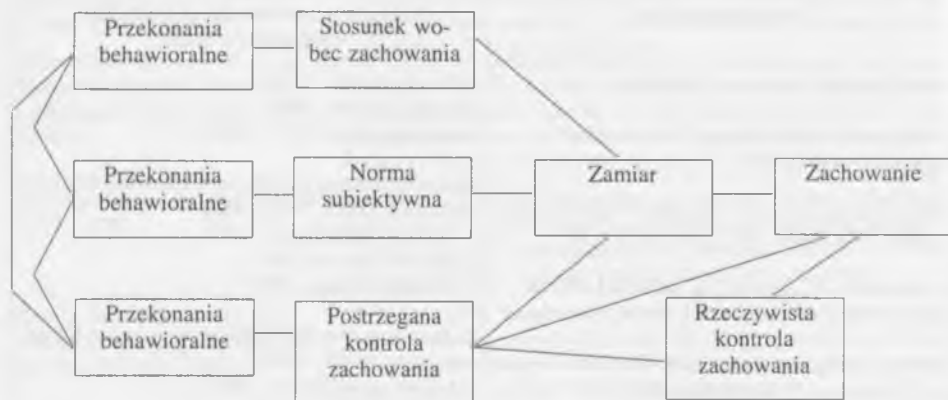 Przekonania
behawioralne
Stosunek wo-
bec zachowania
Przekonania
behawioralne
Norma
subiektywna
Zamiar
Zachowanie
Przekonania
behawioralne
Postrzegana
kontrola
zachowania
Rzeczywista
kontrola
zachowania